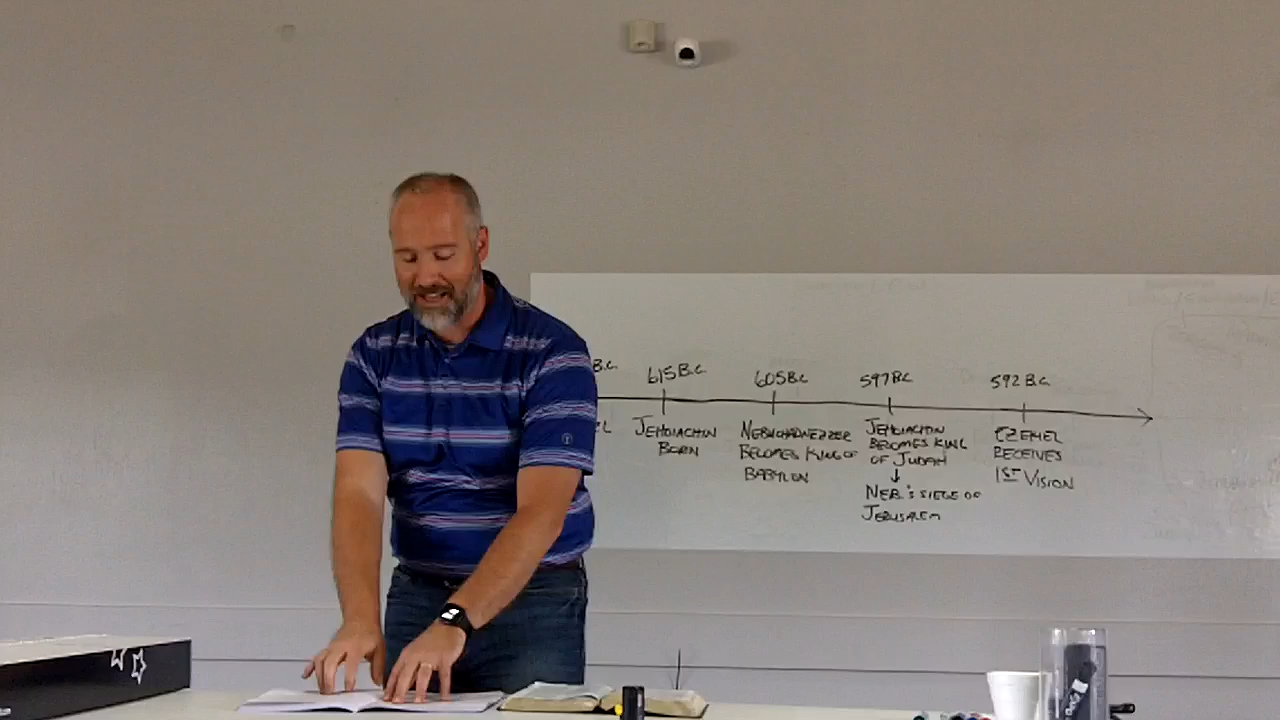 B.C.
615 B.C
605 B.C
597 B.C
592 B.C.
JEHOIACHIN
BORN
NEBUCHADNEZZER
BECOMES KING OF
BABYLON
JEHOIACHIN
BECOMES KING
OF JUDAH
↓
NEB.'S SIEGE OF
JERUSALEM
EZEKIEL
RECEIVES
1ST VISION